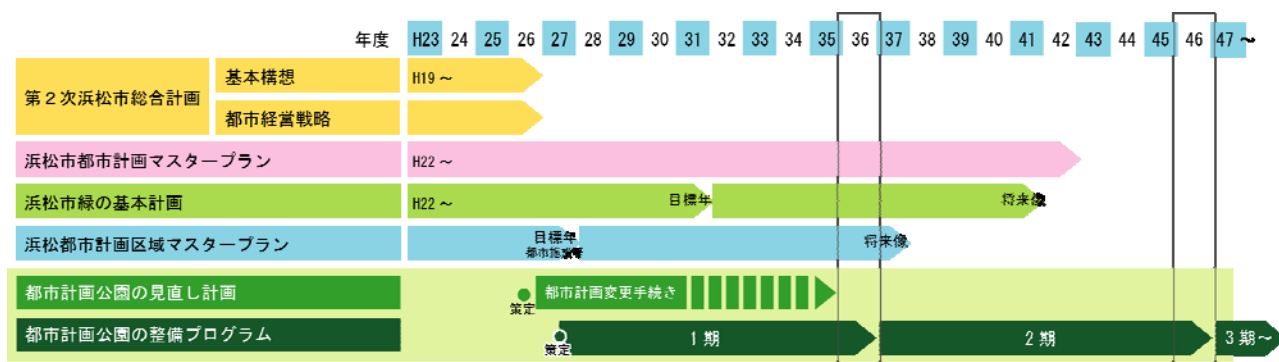 年度 H23 24 25 26 27 28 29 30 31 32 33 34 35 36 37 38 39 40 41 42 43 44 45 46 47～
第2次浜松市総合計画
基本構想 H19～
都市経営戦略
浜松市都市計画マスタープラン H22～
浜松市緑の基本計画 H22～ 目標年 将来像
浜松都市計画区域マスタープラン 目標年 将来像
都市施設等
都市計画公園の見直し計画 策定 都市計画変更手続き
都市計画公園の整備プログラム 策定 1期 2期 3期～